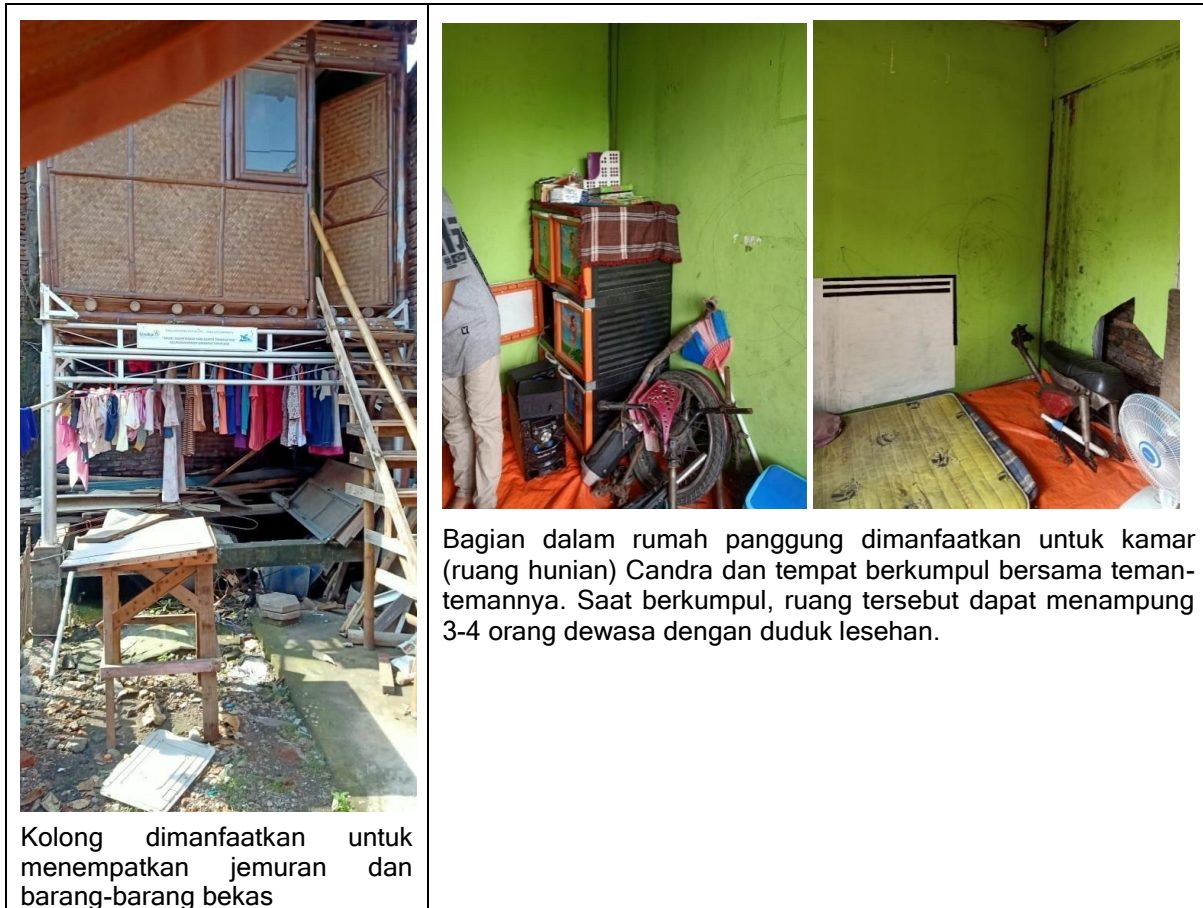 Kolong dimanfaatkan untuk
menempatkan jemuran dan
barang-barang bekas
Bagian dalam rumah panggung dimanfaatkan untuk kamar
(ruang hunian) Candra dan tempat berkumpul bersama teman-
temannya. Saat berkumpul, ruang tersebut dapat menampung
3-4 orang dewasa dengan duduk lesehan.